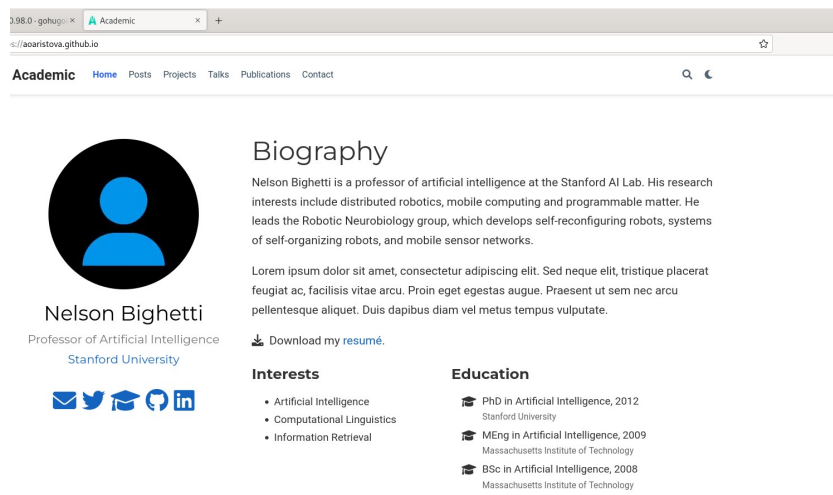 0.98.0 - gohugoi
Academic
s://aoaristova.github.io
Academic Home Posts Projects Talks Publications Contact
Biography
Nelson Bighetti is a professor of artificial intelligence at the Stanford AI Lab. His research
interests include distributed robotics, mobile computing and programmable matter. He
leads the Robotic Neurobiology group, which develops self-reconfiguring robots, systems
of self-organizing robots, and mobile sensor networks.
Lorem ipsum dolor sit amet, consectetur adipiscing elit. Sed neque elit, tristique placerat
feugiat ac, facilisis vitae arcu. Proin eget egestas augue. Praesent ut sem nec arcu
pellentesque aliquet. Duis dapibus diam vel metus tempus vulputate.
Download my resumé.
Nelson Bighetti
Professor of Artificial Intelligence
Stanford University
Interests
Artificial Intelligence
Computational Linguistics
Information Retrieval
Education
PhD in Artificial Intelligence, 2012
Stanford University
MEng in Artificial Intelligence, 2009
Massachusetts Institute of Technology
BSc in Artificial Intelligence, 2008
Massachusetts Institute of Technology